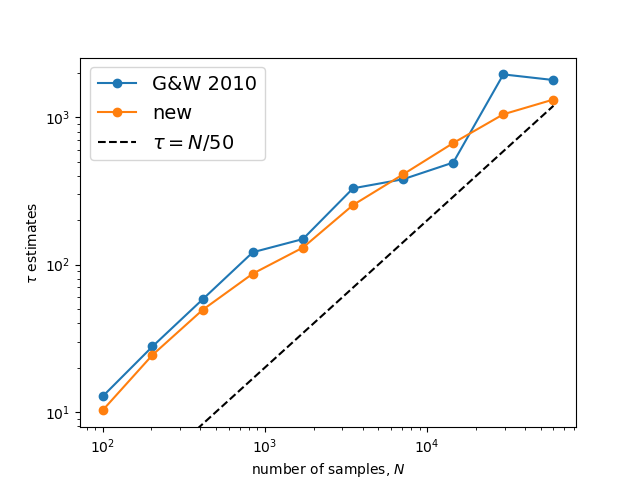 G&W 2010
new
τ = N/50
10³
10²
10¹
τ estimates
10² 10³ 10⁴
number of samples, N